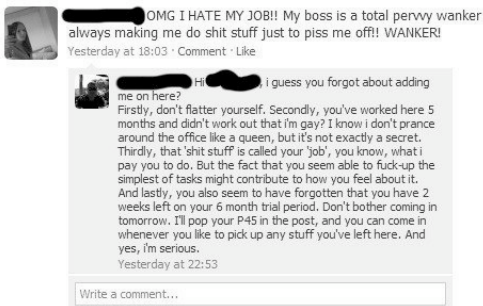 OMG I HATE MY JOB!! My boss is a total pervvy wanker
always making me do shit stuff just to piss me off!! WANKER!
Yesterday at 18:03 · Comment · Like
Hi , i guess you forgot about adding
me on here?
Firstly, don't flatter yourself. Secondly, you've worked here 5
months and didn't work out that i'm gay? I know i don't prance
around the office like a queen, but it's not exactly a secret.
Thirdly, that 'shit stuff' is called your 'job', you know, what i
pay you to do. But the fact that you seem able to fuck-up the
simplest of tasks might contribute to how you feel about it.
And lastly, you also seem to have forgotten that you have 2
weeks left on your 6 month trial period. Don't bother coming in
tomorrow. I'll pop your P45 in the post, and you can come in
whenever you like to pick up any stuff you've left here. And
yes, i'm serious.
Yesterday at 22:53
Write a comment...